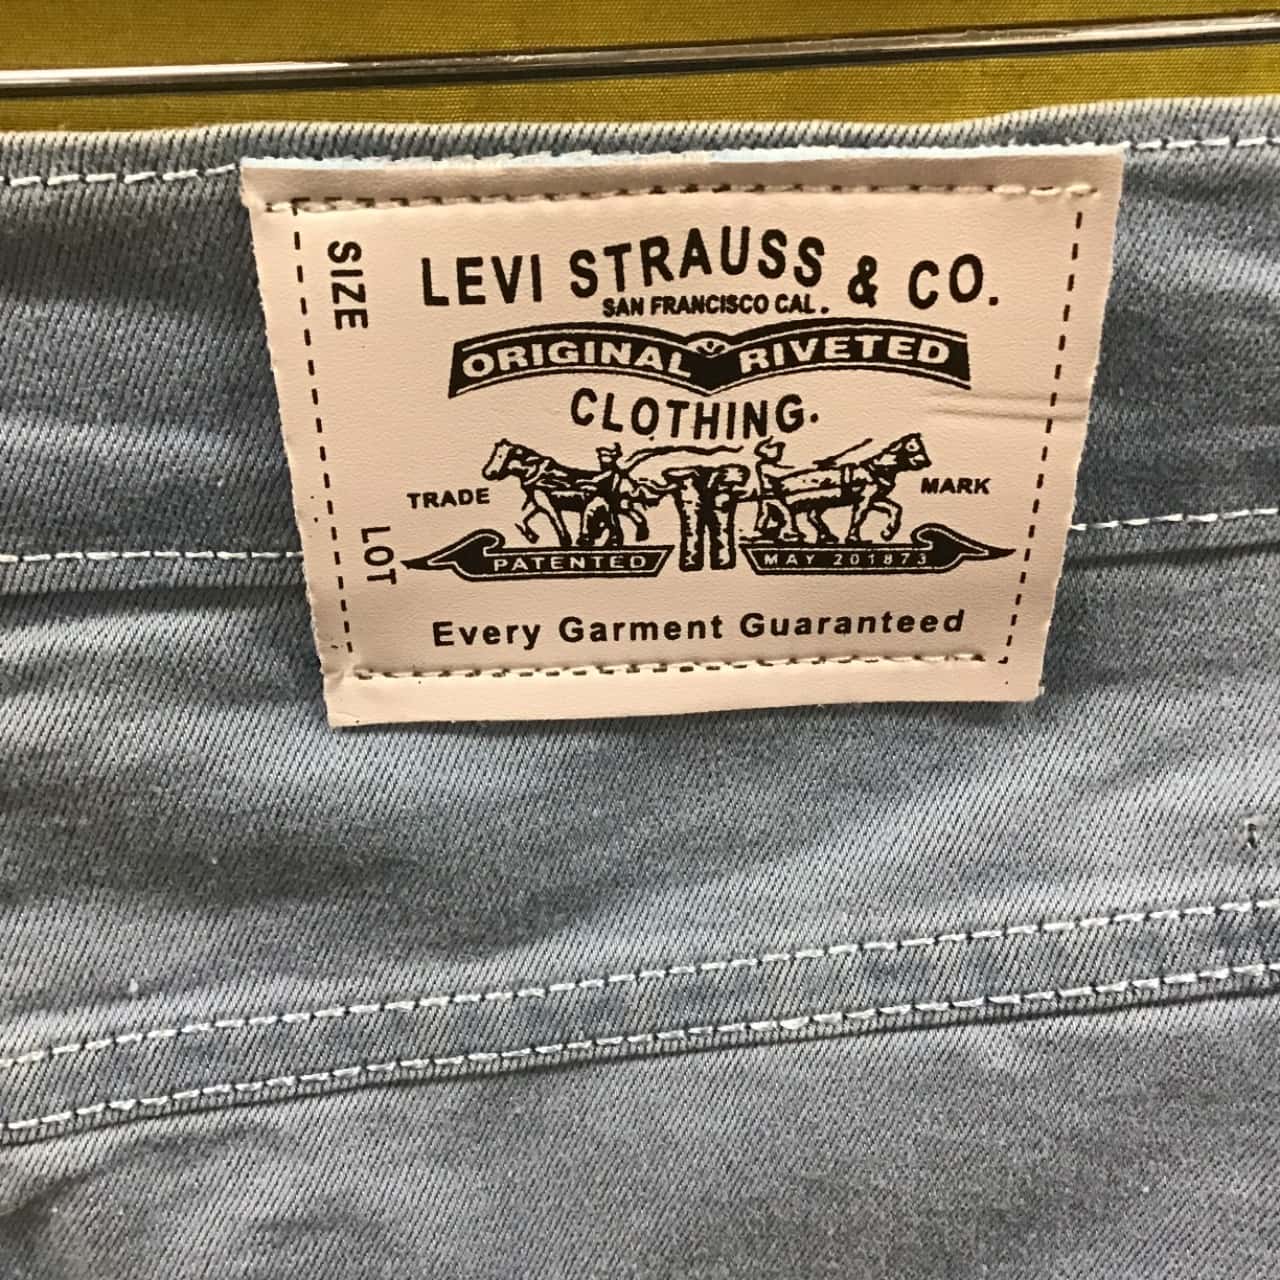 SIZE
LEVI STRAUSS & CO.
SAN FRANCISCO CAL.
ORIGINAL RIVETED
CLOTHING.
TRADE MARK
LOT
PATENTED MAY 201873
Every Garment Guaranteed